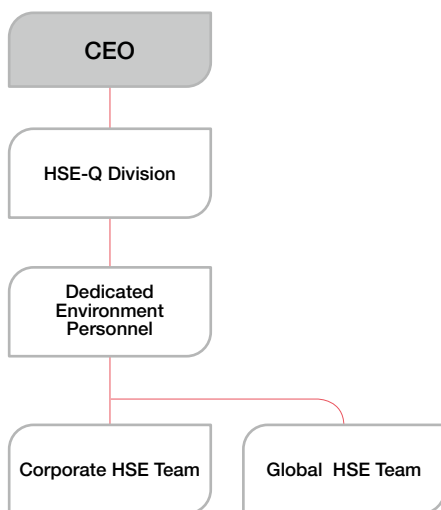 CEO
HSE-Q Division
Dedicated
Environment
Personnel
Corporate HSE Team
Global HSE Team